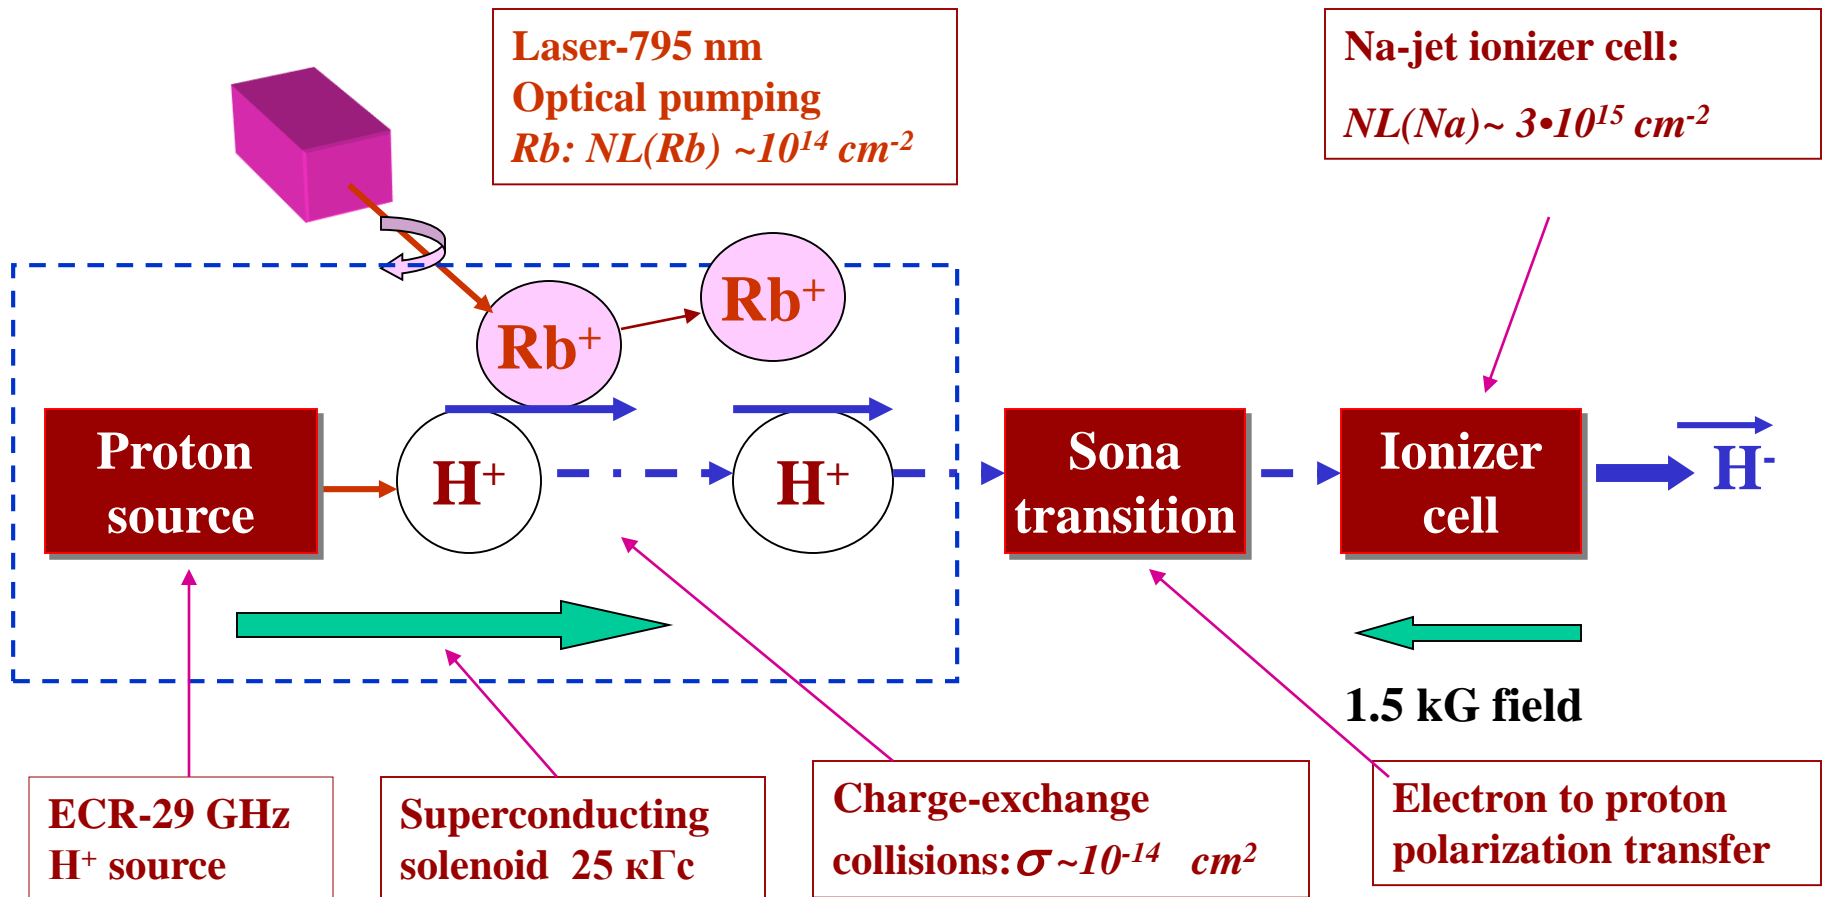 Laser-795 nm
Optical pumping
Rb: NL(Rb) ~10¹⁴ cm⁻²
Na-jet ionizer cell:
NL(Na)~ 3•10¹⁵ cm⁻²
Rb⁺
Rb⁺
Proton
source
H⁺
H⁺
Sona
transition
Ionizer
cell
H⁻
1.5 kG field
ECR-29 GHz
H⁺ source
Superconducting
solenoid 25 кГс
Charge-exchange
collisions: σ ~10⁻¹⁴ cm²
Electron to proton
polarization transfer